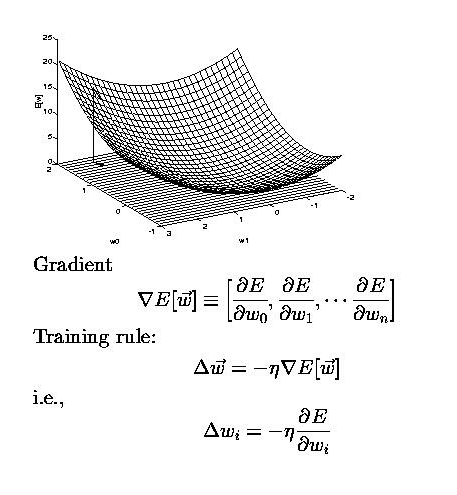 25
20
15
10
5
0
E[w]
2
1
0
-1
w0
3
2
1
0
-1
-2
w1
Gradient
∇E[w⃗] ≡ [∂E/∂w₀, ∂E/∂w₁, ⋯ ∂E/∂wₙ]
Training rule:
Δw⃗ = −η∇E[w⃗]
i.e.,
Δwᵢ = −η ∂E/∂wᵢ